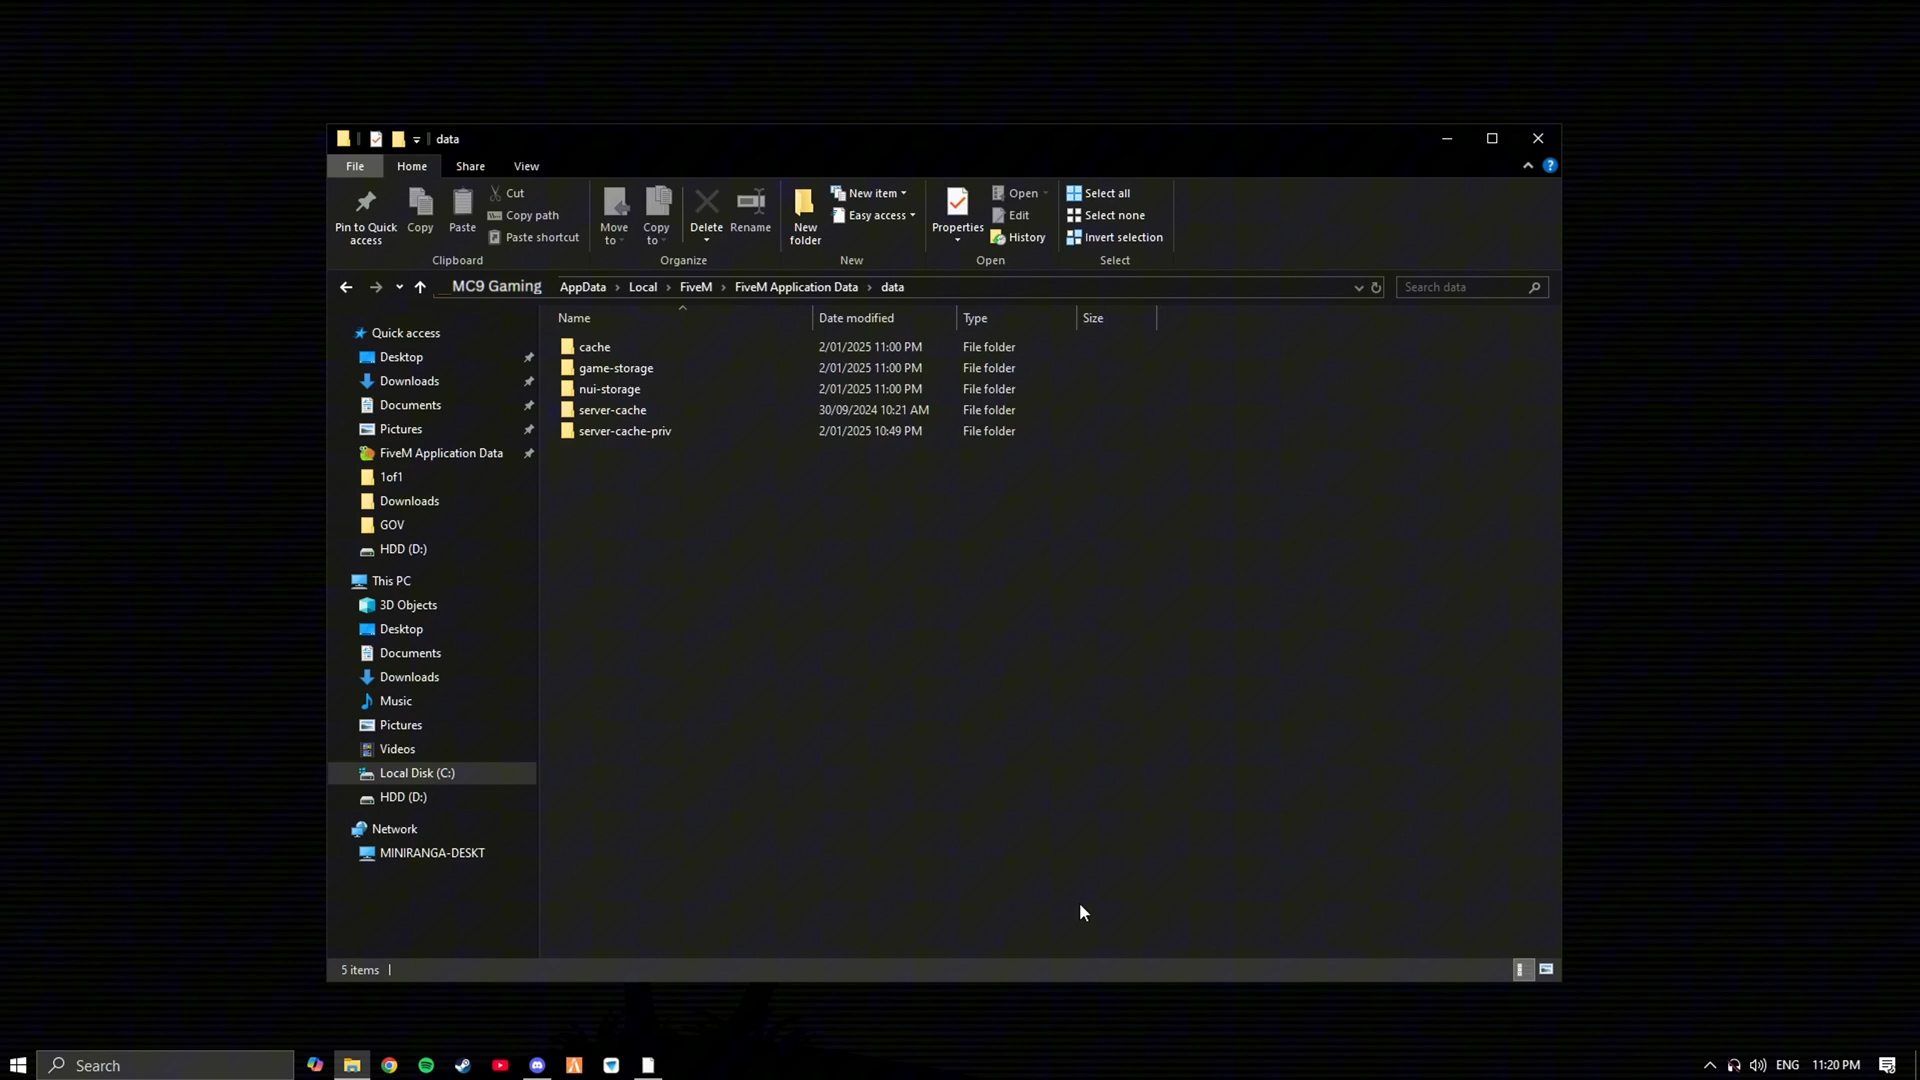 data
File Home Share View
Pin to Quick access
Copy
Paste
Cut
Copy path
Paste shortcut
Clipboard
Move to
Copy to
Delete
Rename
Organize
New folder
New item
Easy access
New
Properties
Open
Edit
History
Open
Select all
Select none
Invert selection
Select
MC9 Gaming AppData › Local › FiveM › FiveM Application Data › data
Search data
Name Date modified Type Size
cache 2/01/2025 11:00 PM File folder
game-storage 2/01/2025 11:00 PM File folder
nui-storage 2/01/2025 11:00 PM File folder
server-cache 30/09/2024 10:21 AM File folder
server-cache-priv 2/01/2025 10:49 PM File folder
Quick access
Desktop
Downloads
Documents
Pictures
FiveM Application Data
1of1
Downloads
GOV
HDD (D:)
This PC
3D Objects
Desktop
Documents
Downloads
Music
Pictures
Videos
Local Disk (C:)
HDD (D:)
Network
MINIRANGA-DESKT
5 items
Search
ENG 11:20 PM